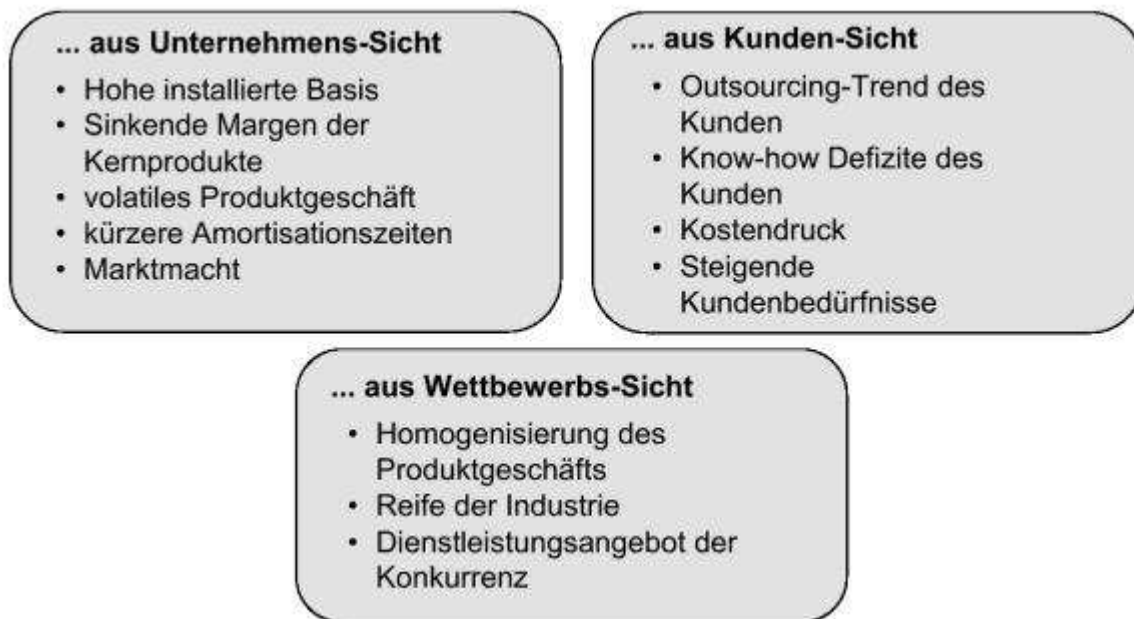 ... aus Unternehmens-Sicht
• Hohe installierte Basis
• Sinkende Margen der
Kernprodukte
• volatiles Produktgeschäft
• kürzere Amortisationszeiten
• Marktmacht
... aus Kunden-Sicht
• Outsourcing-Trend des
Kunden
• Know-how Defizite des
Kunden
• Kostendruck
• Steigende
Kundenbedürfnisse
... aus Wettbewerbs-Sicht
• Homogenisierung des
Produktgeschäfts
• Reife der Industrie
• Dienstleistungsangebot der
Konkurrenz